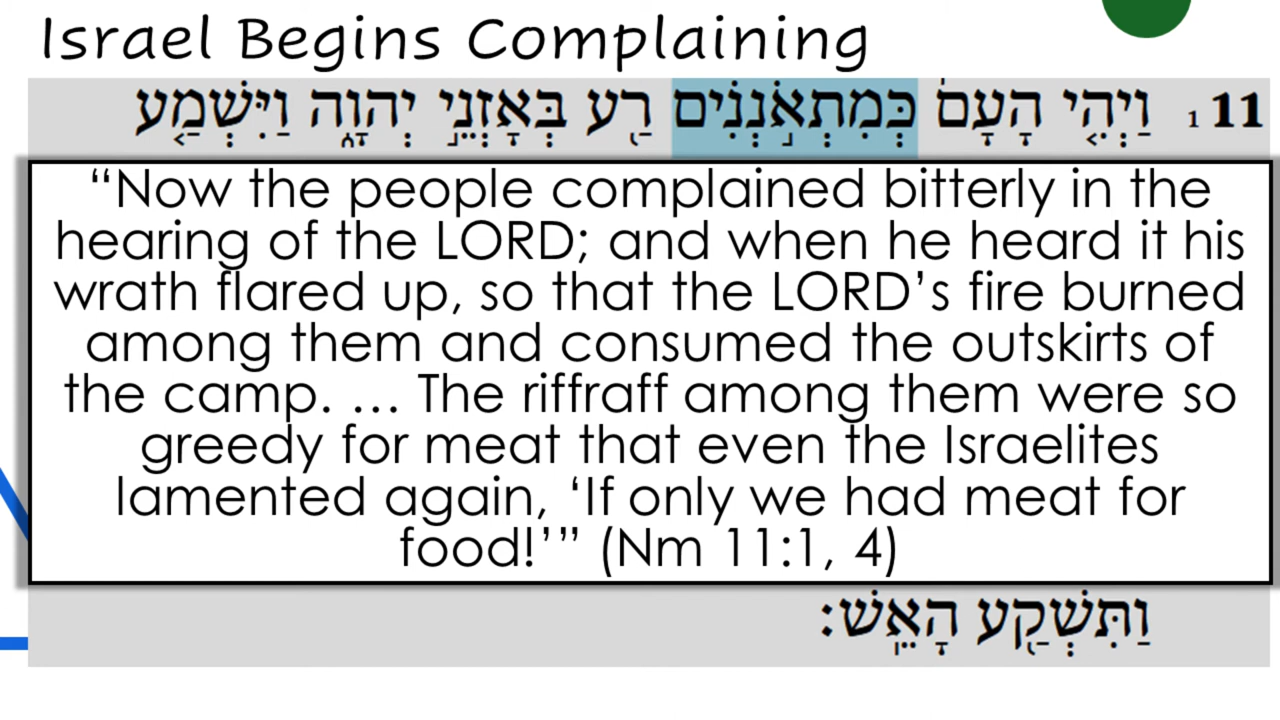 Israel Begins Complaining
11 1 וַיְהִ֤י הָעָם֙ כְּמִתְאֹ֣נְנִ֔ים רַ֖ע בְּאָזְנֵ֣י יְהוָ֑ה וַיִּשְׁמַ֤ע
“Now the people complained bitterly in the
hearing of the LORD; and when he heard it his
wrath flared up, so that the LORD’s fire burned
among them and consumed the outskirts of
the camp. … The riffraff among them were so
greedy for meat that even the Israelites
lamented again, ‘If only we had meat for
food!’” (Nm 11:1, 4)
וַתִּשְׁקַ֖ע הָאֵֽשׁ׃